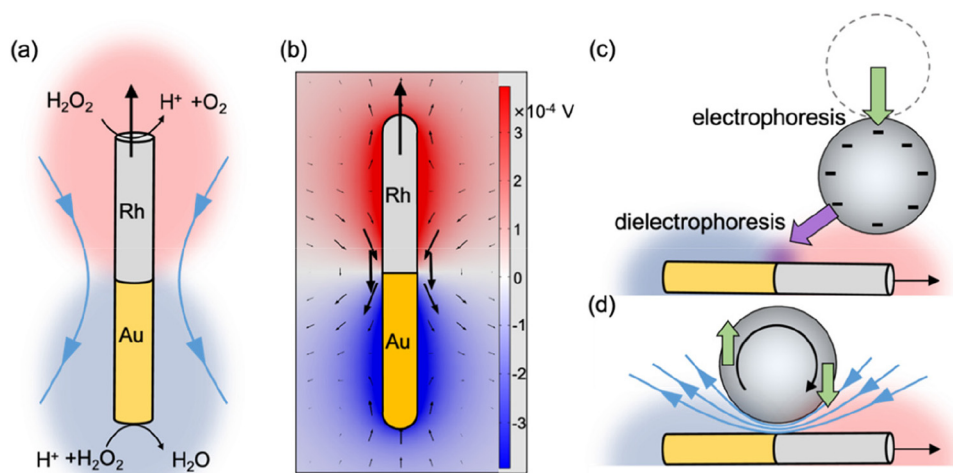 (a)
H₂O₂
H⁺ +O₂
Rh
Au
H⁺ +H₂O₂
H₂O
(b)
×10⁻⁴ V
3
2
1
0
-1
-2
-3
Rh
Au
(c)
electrophoresis
dielectrophoresis
(d)